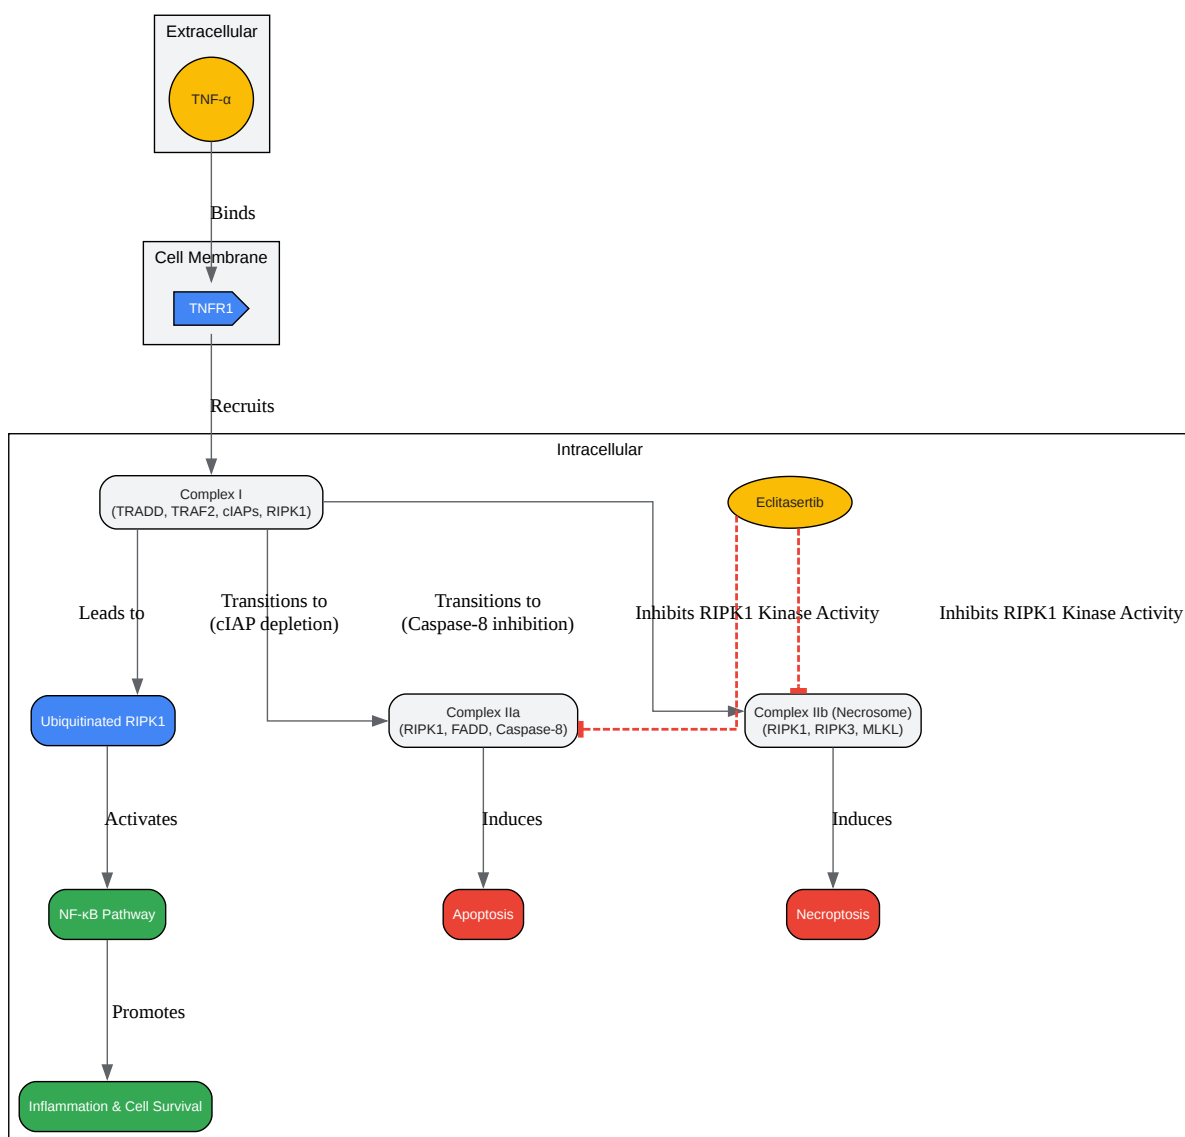 Extracellular
TNF-α
Binds
Cell Membrane
TNFR1
Recruits
Intracellular
Complex I
(TRADD, TRAF2, cIAPs, RIPK1)
Eclitasertib
Leads to
Transitions to
(cIAP depletion)
Transitions to
(Caspase-8 inhibition)
Inhibits RIPK1 Kinase Activity
Inhibits RIPK1 Kinase Activity
Ubiquitinated RIPK1
Complex IIa
(RIPK1, FADD, Caspase-8)
Complex IIb (Necrosome)
(RIPK1, RIPK3, MLKL)
Activates
Induces
Induces
NF-κB Pathway
Apoptosis
Necroptosis
Promotes
Inflammation & Cell Survival